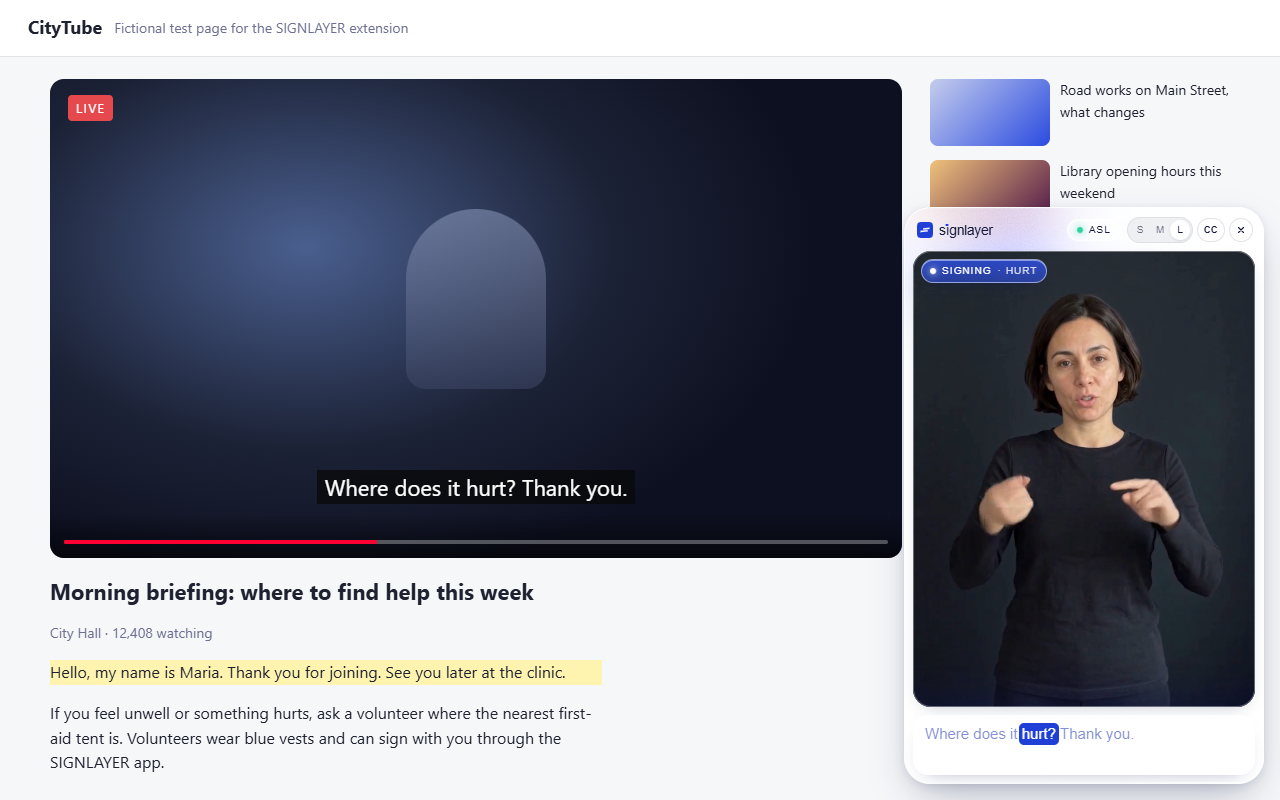 CityTube Fictional test page for the SIGNLAYER extension
LIVE
Where does it hurt? Thank you.
Morning briefing: where to find help this week
City Hall · 12,408 watching
Hello, my name is Maria. Thank you for joining. See you later at the clinic.
If you feel unwell or something hurts, ask a volunteer where the nearest first-
aid tent is. Volunteers wear blue vests and can sign with you through the
SIGNLAYER app.
Road works on Main Street,
what changes
Library opening hours this
weekend
signlayer ASL S M L CC ×
SIGNING · HURT
Where does it hurt? Thank you.